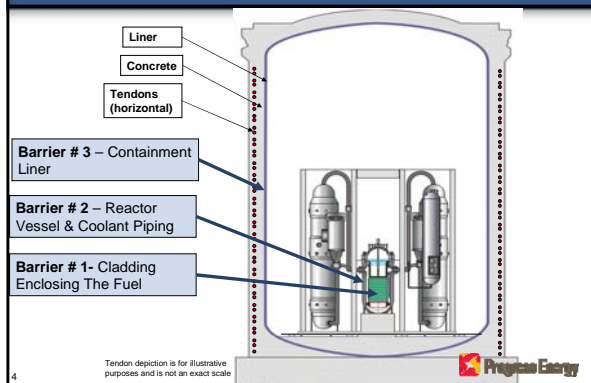 Liner
Concrete
Tendons
(horizontal)
Barrier # 3 – Containment
Liner
Barrier # 2 – Reactor
Vessel & Coolant Piping
Barrier # 1- Cladding
Enclosing The Fuel
4
Tendon depiction is for illustrative
purposes and is not an exact scale
Progress Energy